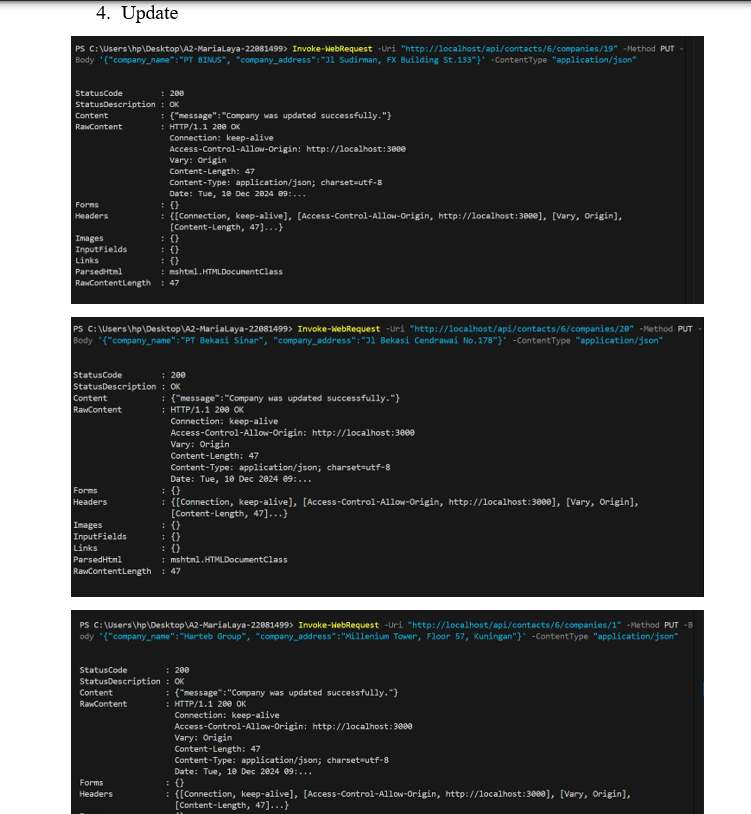 4. Update
PS C:\Users\hp\Desktop\A2-MariaLaya-22081499> Invoke-WebRequest -Uri "http://localhost/api/contacts/6/companies/19" -Method PUT -
Body '{"company_name":"PT BINUS", "company_address":"Jl Sudirman, FX Building St.133"}' -ContentType "application/json"
StatusCode : 200
StatusDescription : OK
Content : {"message":"Company was updated successfully."}
RawContent : HTTP/1.1 200 OK
Connection: keep-alive
Access-Control-Allow-Origin: http://localhost:3000
Vary: Origin
Content-Length: 47
Content-Type: application/json; charset=utf-8
Date: Tue, 10 Dec 2024 09:...
Forms : {}
Headers : {[Connection, keep-alive], [Access-Control-Allow-Origin, http://localhost:3000], [Vary, Origin],
[Content-Length, 47]...}
Images : {}
InputFields : {}
Links : {}
ParsedHtml : mshtml.HTMLDocumentClass
RawContentLength : 47
PS C:\Users\hp\Desktop\A2-MariaLaya-22081499> Invoke-WebRequest -Uri "http://localhost/api/contacts/6/companies/20" -Method PUT -
Body '{"company_name":"PT Bekasi Sinar", "company_address":"Jl Bekasi Cendrawai No.178"}' -ContentType "application/json"
StatusCode : 200
StatusDescription : OK
Content : {"message":"Company was updated successfully."}
RawContent : HTTP/1.1 200 OK
Connection: keep-alive
Access-Control-Allow-Origin: http://localhost:3000
Vary: Origin
Content-Length: 47
Content-Type: application/json; charset=utf-8
Date: Tue, 10 Dec 2024 09:...
Forms : {}
Headers : {[Connection, keep-alive], [Access-Control-Allow-Origin, http://localhost:3000], [Vary, Origin],
[Content-Length, 47]...}
Images : {}
InputFields : {}
Links : {}
ParsedHtml : mshtml.HTMLDocumentClass
RawContentLength : 47
PS C:\Users\hp\Desktop\A2-MariaLaya-22081499> Invoke-WebRequest -Uri "http://localhost/api/contacts/6/companies/1" -Method PUT -B
ody '{"company_name":"Harteb Group", "company_address":"Millenium Tower, Floor 57, Kuningan"}' -ContentType "application/json"
StatusCode : 200
StatusDescription : OK
Content : {"message":"Company was updated successfully."}
RawContent : HTTP/1.1 200 OK
Connection: keep-alive
Access-Control-Allow-Origin: http://localhost:3000
Vary: Origin
Content-Length: 47
Content-Type: application/json; charset=utf-8
Date: Tue, 10 Dec 2024 09:...
Forms : {}
Headers : {[Connection, keep-alive], [Access-Control-Allow-Origin, http://localhost:3000], [Vary, Origin],
[Content-Length, 47]...}